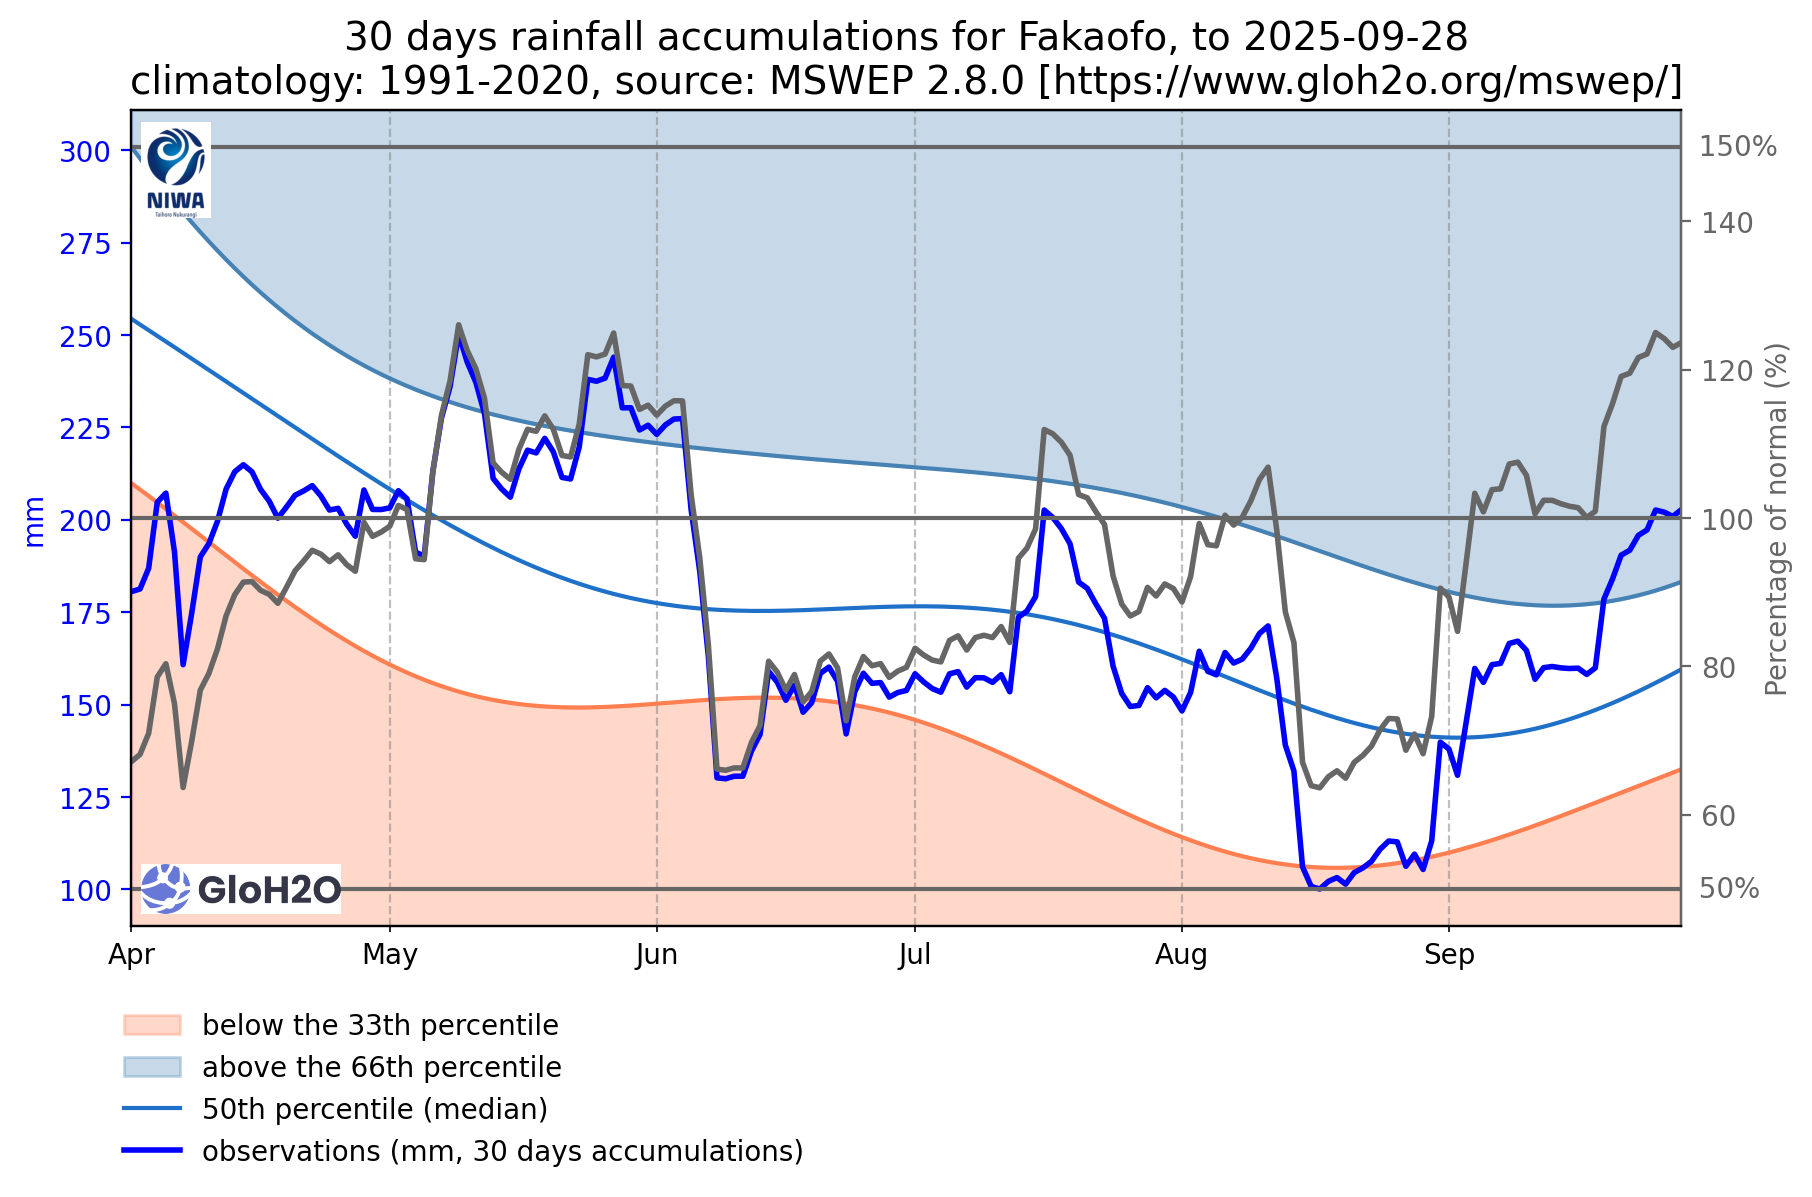 30 days rainfall accumulations for Fakaofo, to 2025-09-28
climatology: 1991-2020, source: MSWEP 2.8.0 [https://www.gloh2o.org/mswep/]
300
275
250
225
200
175
150
125
100
mm
150%
140
120
100
80
60
50%
Percentage of normal (%)
NIWA
Taihoro Nukurangi
GloH2O
Apr May Jun Jul Aug Sep
below the 33th percentile
above the 66th percentile
50th percentile (median)
observations (mm, 30 days accumulations)